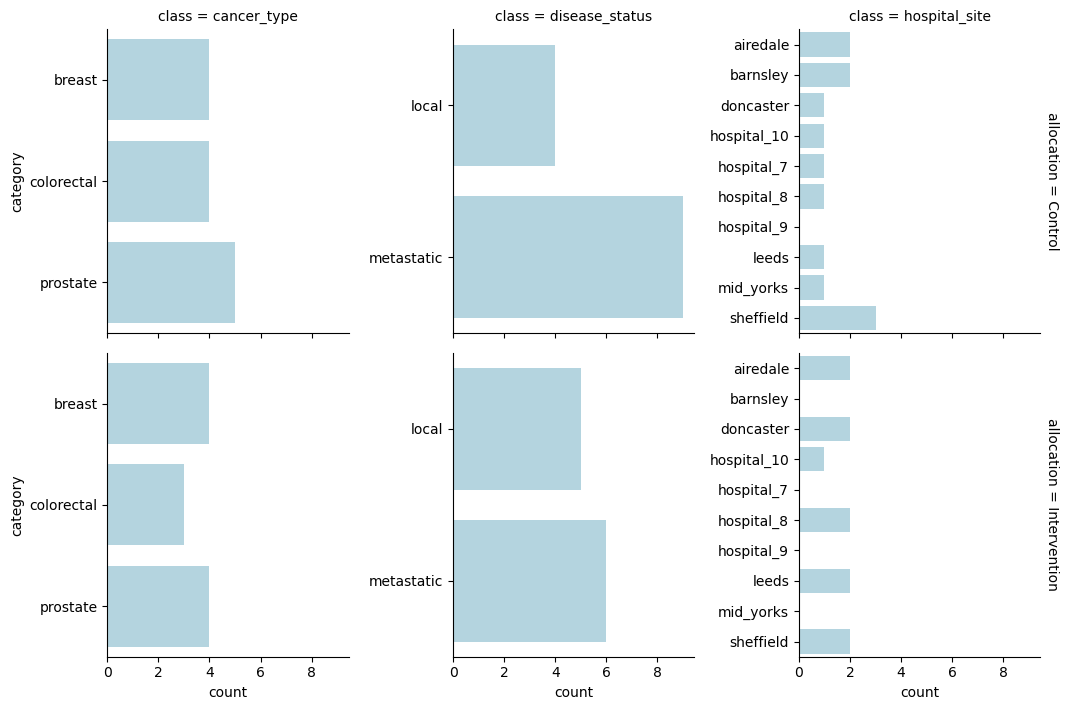 class = cancer_type
class = disease_status
class = hospital_site
category
breast
colorectal
prostate
local
metastatic
airedale
barnsley
doncaster
hospital_10
hospital_7
hospital_8
hospital_9
leeds
mid_yorks
sheffield
allocation = Control
category
breast
colorectal
prostate
0 2 4 6 8
count
local
metastatic
0 2 4 6 8
count
airedale
barnsley
doncaster
hospital_10
hospital_7
hospital_8
hospital_9
leeds
mid_yorks
sheffield
0 2 4 6 8
count
allocation = Intervention